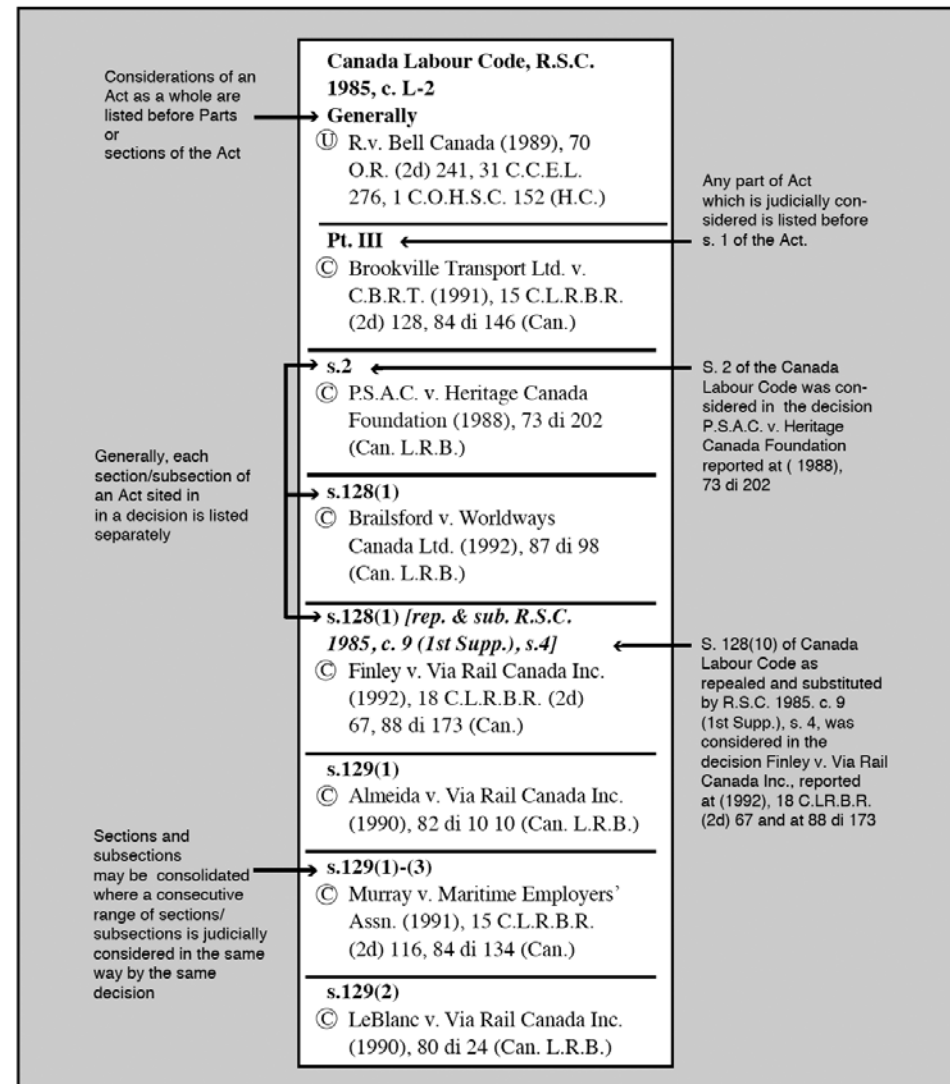 Considerations of an
Act as a whole are
listed before Parts
or
sections of the Act
Generally, each
section/subsection of
an Act sited in
in a decision is listed
separately
Sections and
subsections
may be consolidated
where a consecutive
range of sections/
subsections is judicially
considered in the same
way by the same
decision
Canada Labour Code, R.S.C.
1985, c. L-2
Generally
Ⓤ R.v. Bell Canada (1989), 70
O.R. (2d) 241, 31 C.C.E.L.
276, 1 C.O.H.S.C. 152 (H.C.)
Pt. III
Ⓒ Brookville Transport Ltd. v.
C.B.R.T. (1991), 15 C.L.R.B.R.
(2d) 128, 84 di 146 (Can.)
s.2
Ⓒ P.S.A.C. v. Heritage Canada
Foundation (1988), 73 di 202
(Can. L.R.B.)
s.128(1)
Ⓒ Brailsford v. Worldways
Canada Ltd. (1992), 87 di 98
(Can. L.R.B.)
s.128(1) [rep. & sub. R.S.C.
1985, c. 9 (1st Supp.), s.4]
Ⓒ Finley v. Via Rail Canada Inc.
(1992), 18 C.L.R.B.R. (2d)
67, 88 di 173 (Can.)
s.129(1)
Ⓒ Almeida v. Via Rail Canada Inc.
(1990), 82 di 10 10 (Can. L.R.B.)
s.129(1)-(3)
Ⓒ Murray v. Maritime Employers’
Assn. (1991), 15 C.L.R.B.R.
(2d) 116, 84 di 134 (Can.)
s.129(2)
Ⓒ LeBlanc v. Via Rail Canada Inc.
(1990), 80 di 24 (Can. L.R.B.)
Any part of Act
which is judicially con-
sidered is listed before
s. 1 of the Act.
S. 2 of the Canada
Labour Code was con-
sidered in the decision
P.S.A.C. v. Heritage
Canada Foundation
reported at ( 1988),
73 di 202
S. 128(10) of Canada
Labour Code as
repealed and substituted
by R.S.C. 1985. c. 9
(1st Supp.), s. 4, was
considered in the
decision Finley v. Via Rail
Canada Inc., reported
at (1992), 18 C.LR.B.R.
(2d) 67 and at 88 di 173